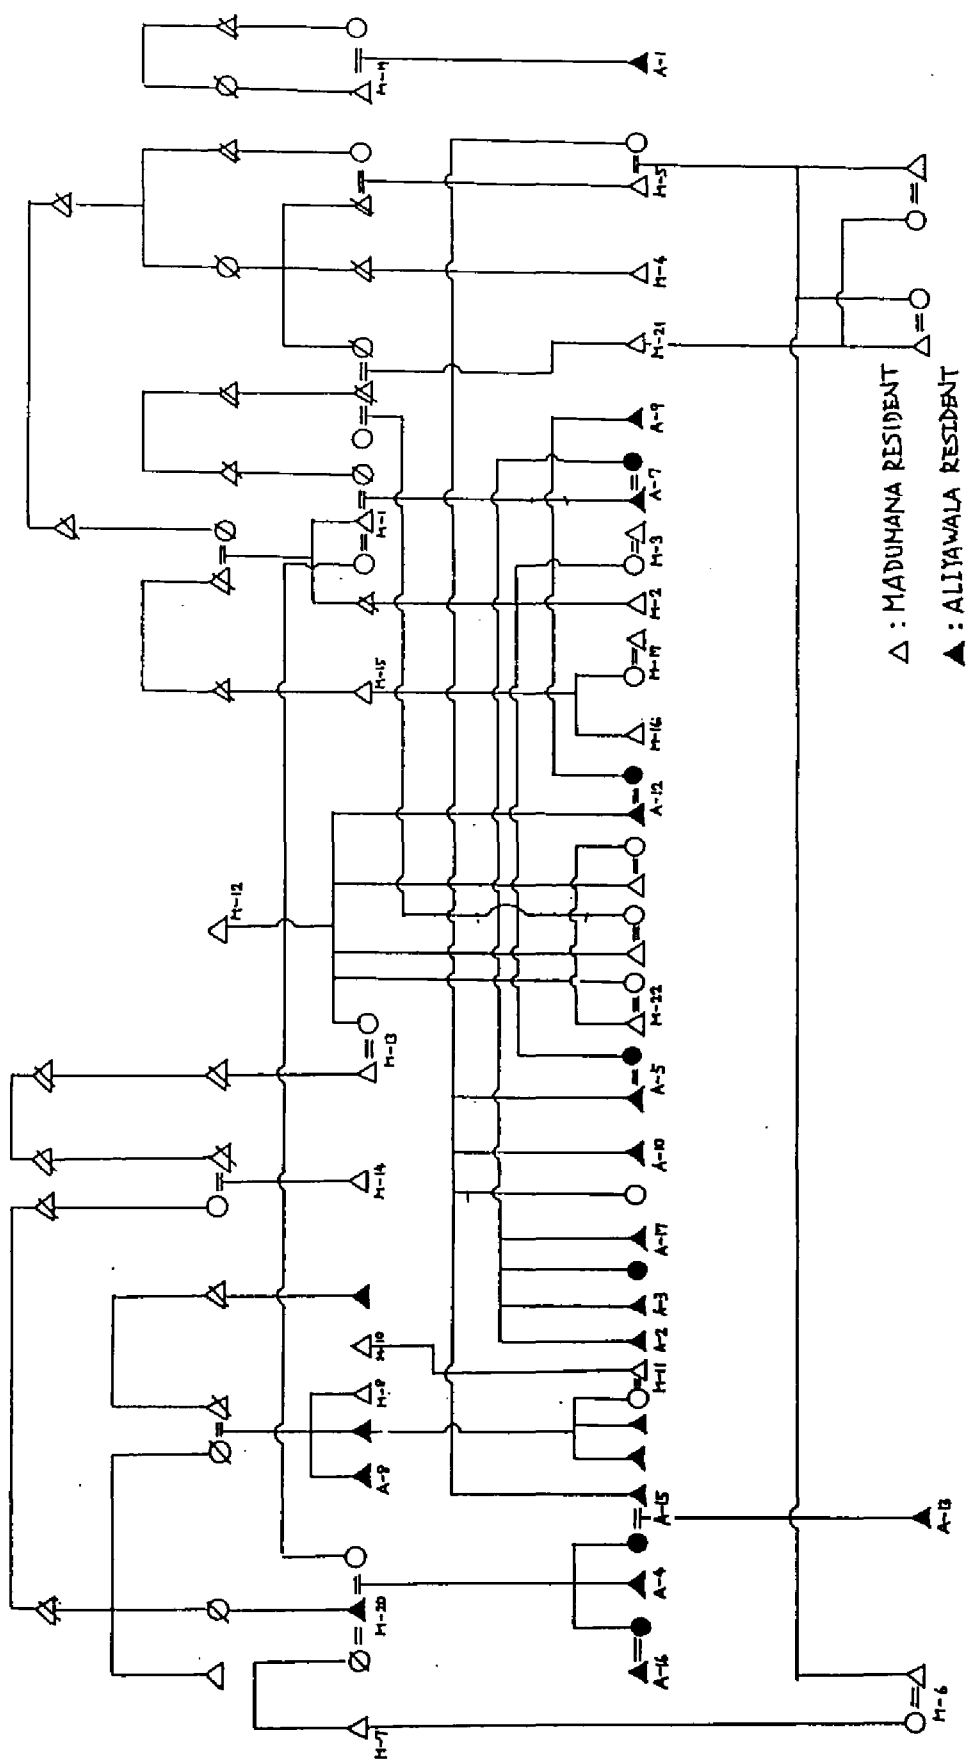 M-M
A-1
M-5
M-4
M-21
A-9
A-7
M-1
M-3
M-2
M-15
M-17
M-16
A-12
M-12
M-22
M-13
A-5
A-10
M-14
A-17
A-3
A-2
M-10
M-11
M-8
A-8
A-15
A-13
M-20
A-4
A-16
M-7
M-6
△ : MADUMANA RESIDENT
▲ : ALIYAWALA RESIDENT